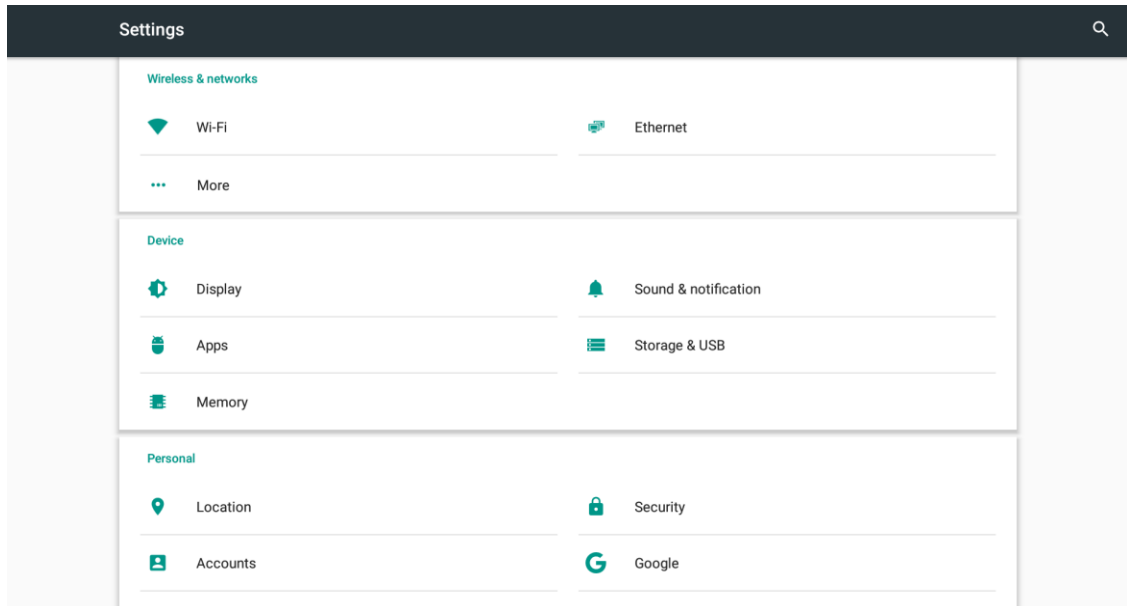 Settings
Wireless & networks
Wi-Fi
Ethernet
More
Device
Display
Sound & notification
Apps
Storage & USB
Memory
Personal
Location
Security
Accounts
Google